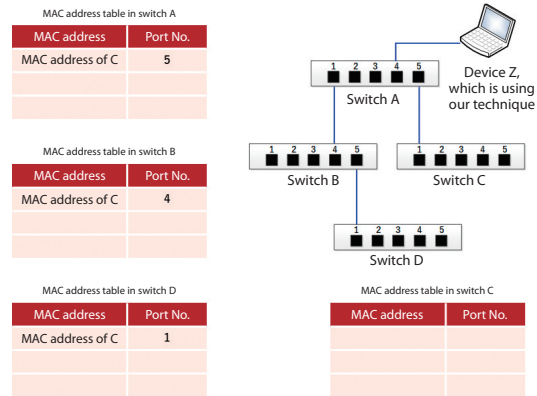 MAC address table in switch A
MAC address Port No.
MAC address of C 5
1 2 3 4 5
Switch A
Device Z,
which is using
our technique
MAC address table in switch B
MAC address Port No.
MAC address of C 4
1 2 3 4 5
Switch B
1 2 3 4 5
Switch C
1 2 3 4 5
Switch D
MAC address table in switch D
MAC address Port No.
MAC address of C 1
MAC address table in switch C
MAC address Port No.